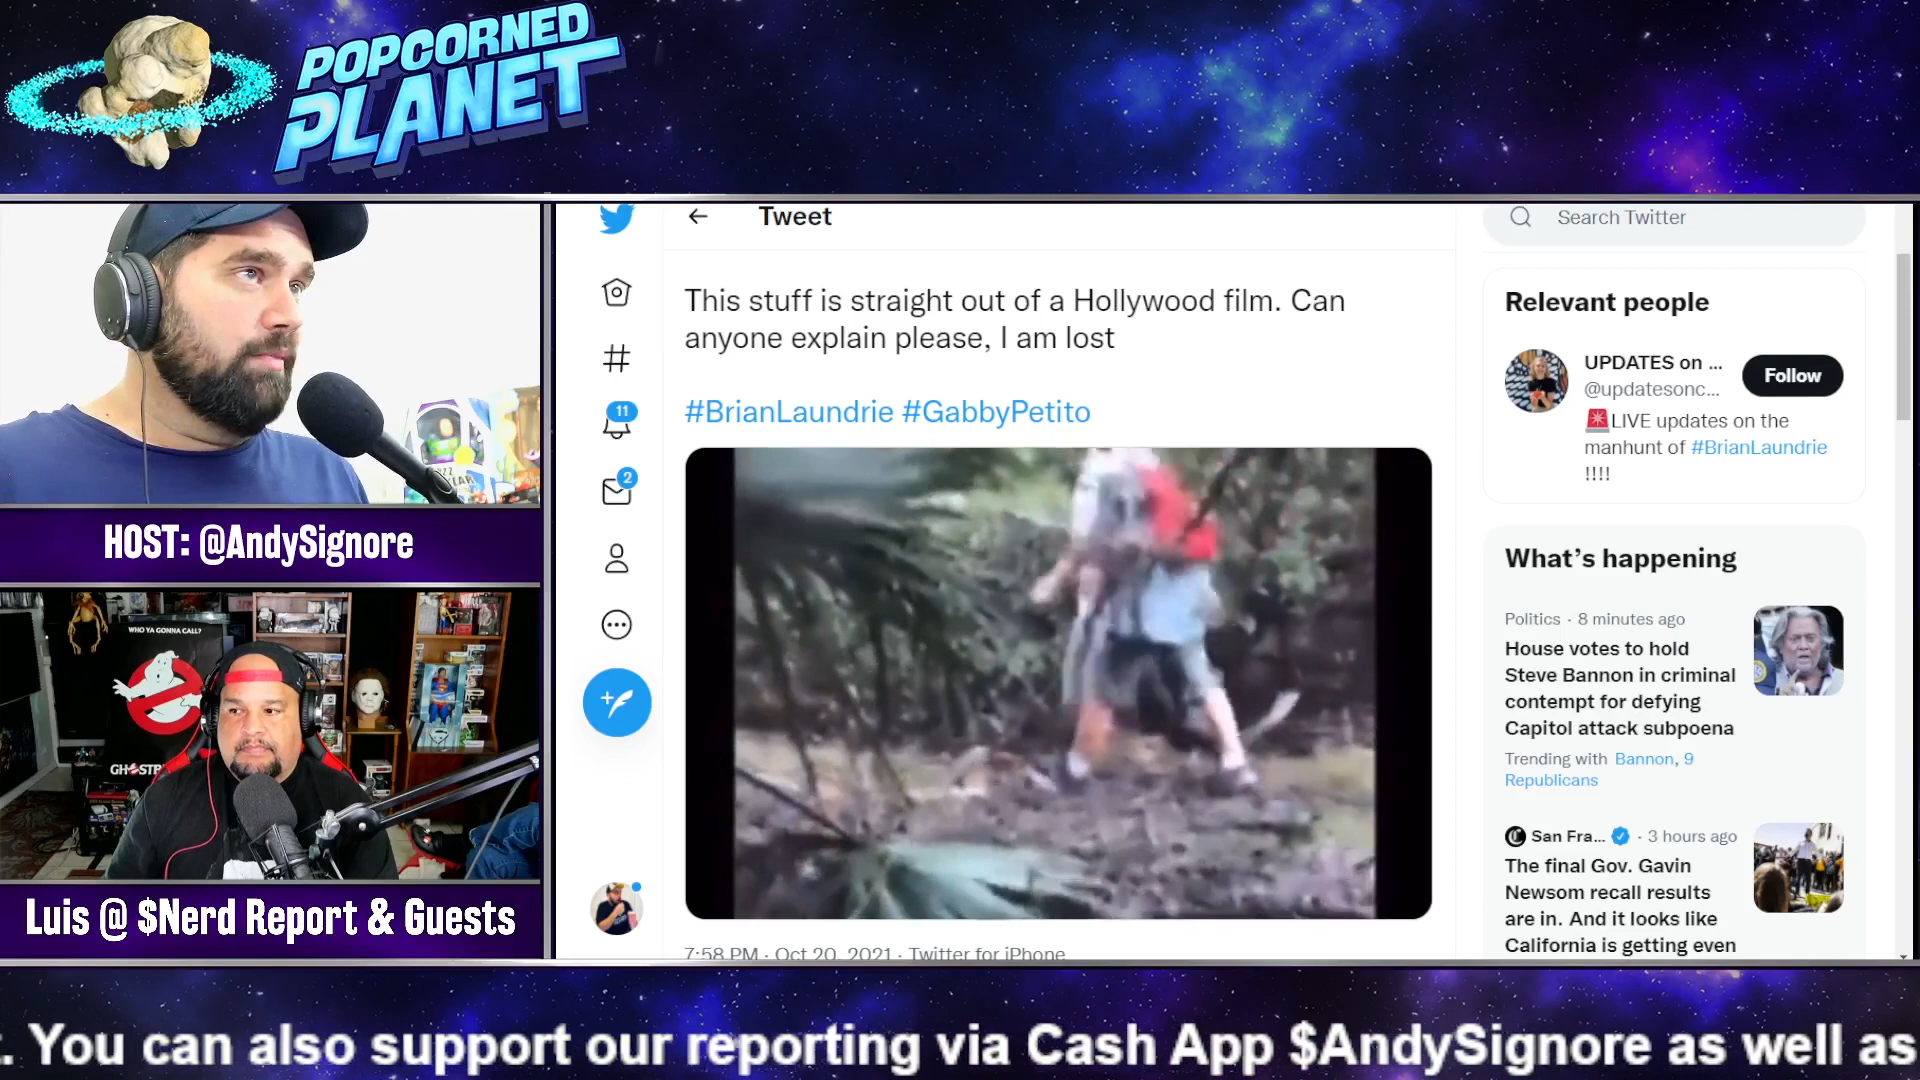 POPCORNED
PLANET
HOST: @AndySignore
WHO YA GONNA CALL?
Luis @ $Nerd Report & Guests
Tweet
This stuff is straight out of a Hollywood film. Can
anyone explain please, I am lost
#BrianLaundrie #GabbyPetito
11
2
7:58 PM · Oct 20, 2021 · Twitter for iPhone
Search Twitter
Relevant people
UPDATES on ...
@updatesonc...
Follow
LIVE updates on the
manhunt of #BrianLaundrie
!!!!
What's happening
Politics · 8 minutes ago
House votes to hold
Steve Bannon in criminal
contempt for defying
Capitol attack subpoena
Trending with Bannon, 9
Republicans
San Fra... · 3 hours ago
The final Gov. Gavin
Newsom recall results
are in. And it looks like
California is getting even
. You can also support our reporting via Cash App $AndySignore as well as